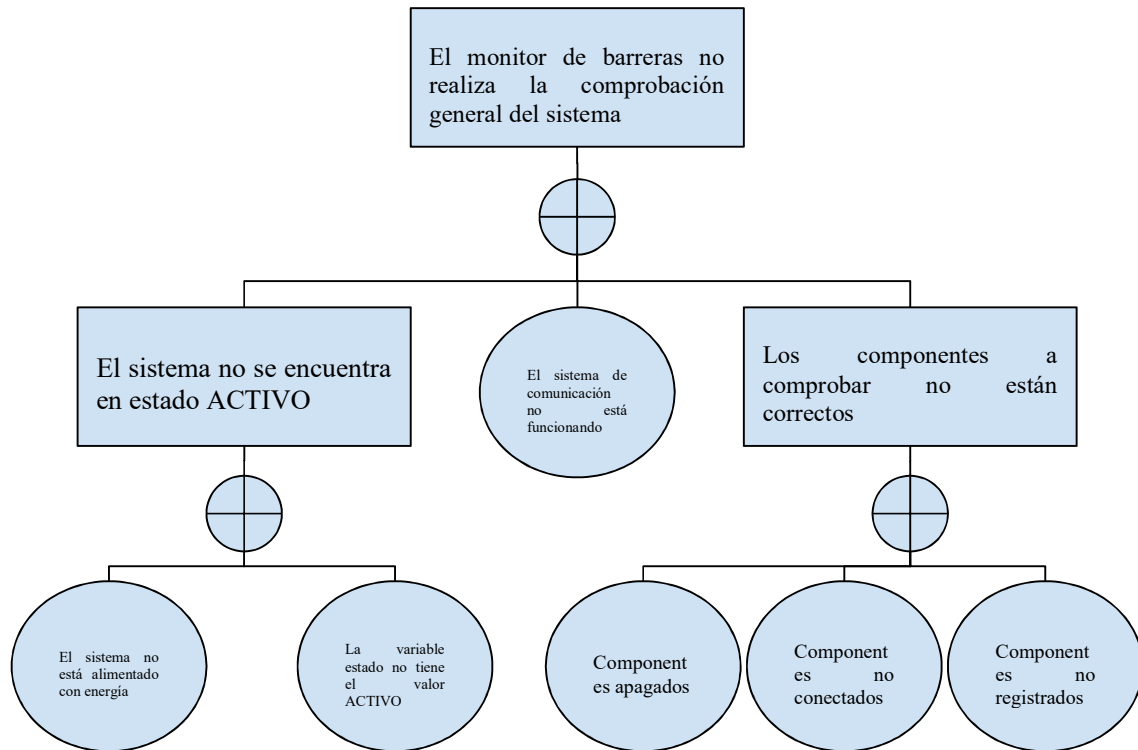 El monitor de barreras no
realiza la comprobación
general del sistema
El sistema no se encuentra
en estado ACTIVO
El sistema de
comunicación
no está
funcionando
Los componentes a
comprobar no están
correctos
El sistema no
está alimentado
con energía
La variable
estado no tiene
el valor
ACTIVO
Component
es apagados
Component
es no
conectados
Component
es no
registrados